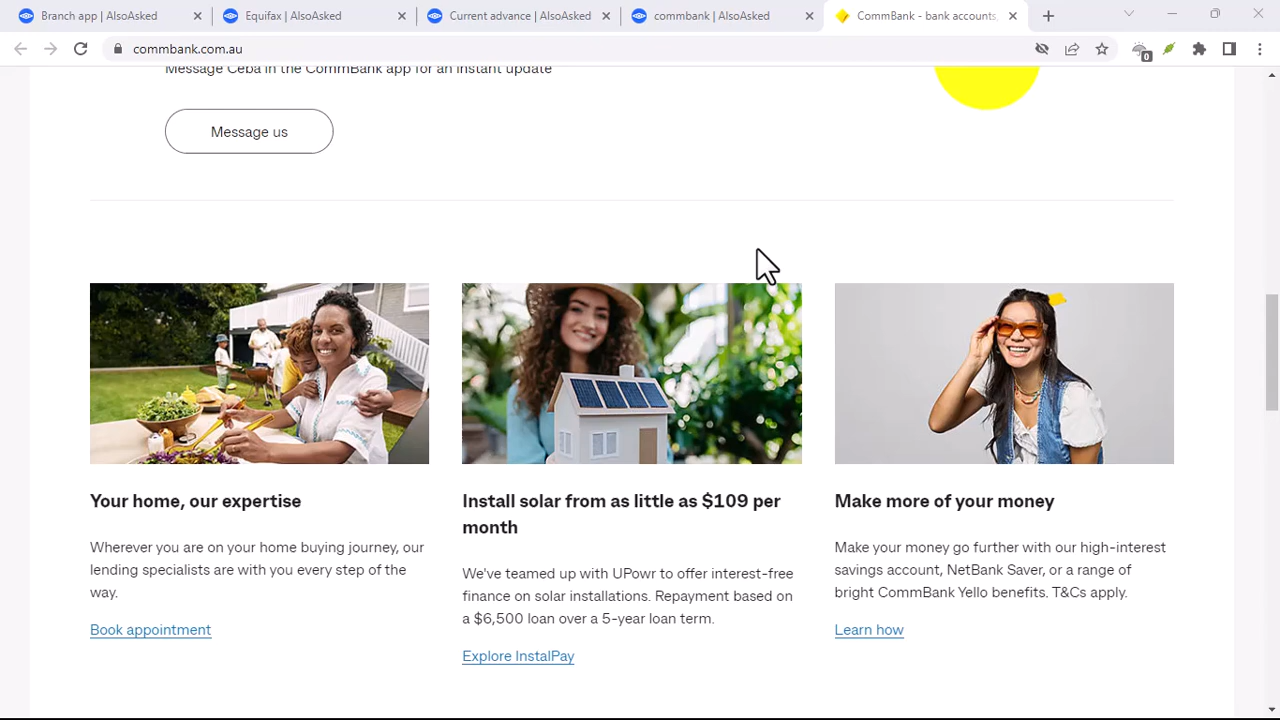 Branch app | AlsoAsked
Equifax | AlsoAsked
Current advance | AlsoAsked
commbank | AlsoAsked
CommBank - bank accounts,
commbank.com.au
0
Message Ceba in the CommBank app for an instant update
Message us
Your home, our expertise
Wherever you are on your home buying journey, our
lending specialists are with you every step of the
way.
Book appointment
Install solar from as little as $109 per
month
We've teamed up with UPowr to offer interest-free
finance on solar installations. Repayment based on
a $6,500 loan over a 5-year loan term.
Explore InstalPay
Make more of your money
Make your money go further with our high-interest
savings account, NetBank Saver, or a range of
bright CommBank Yello benefits. T&Cs apply.
Learn how